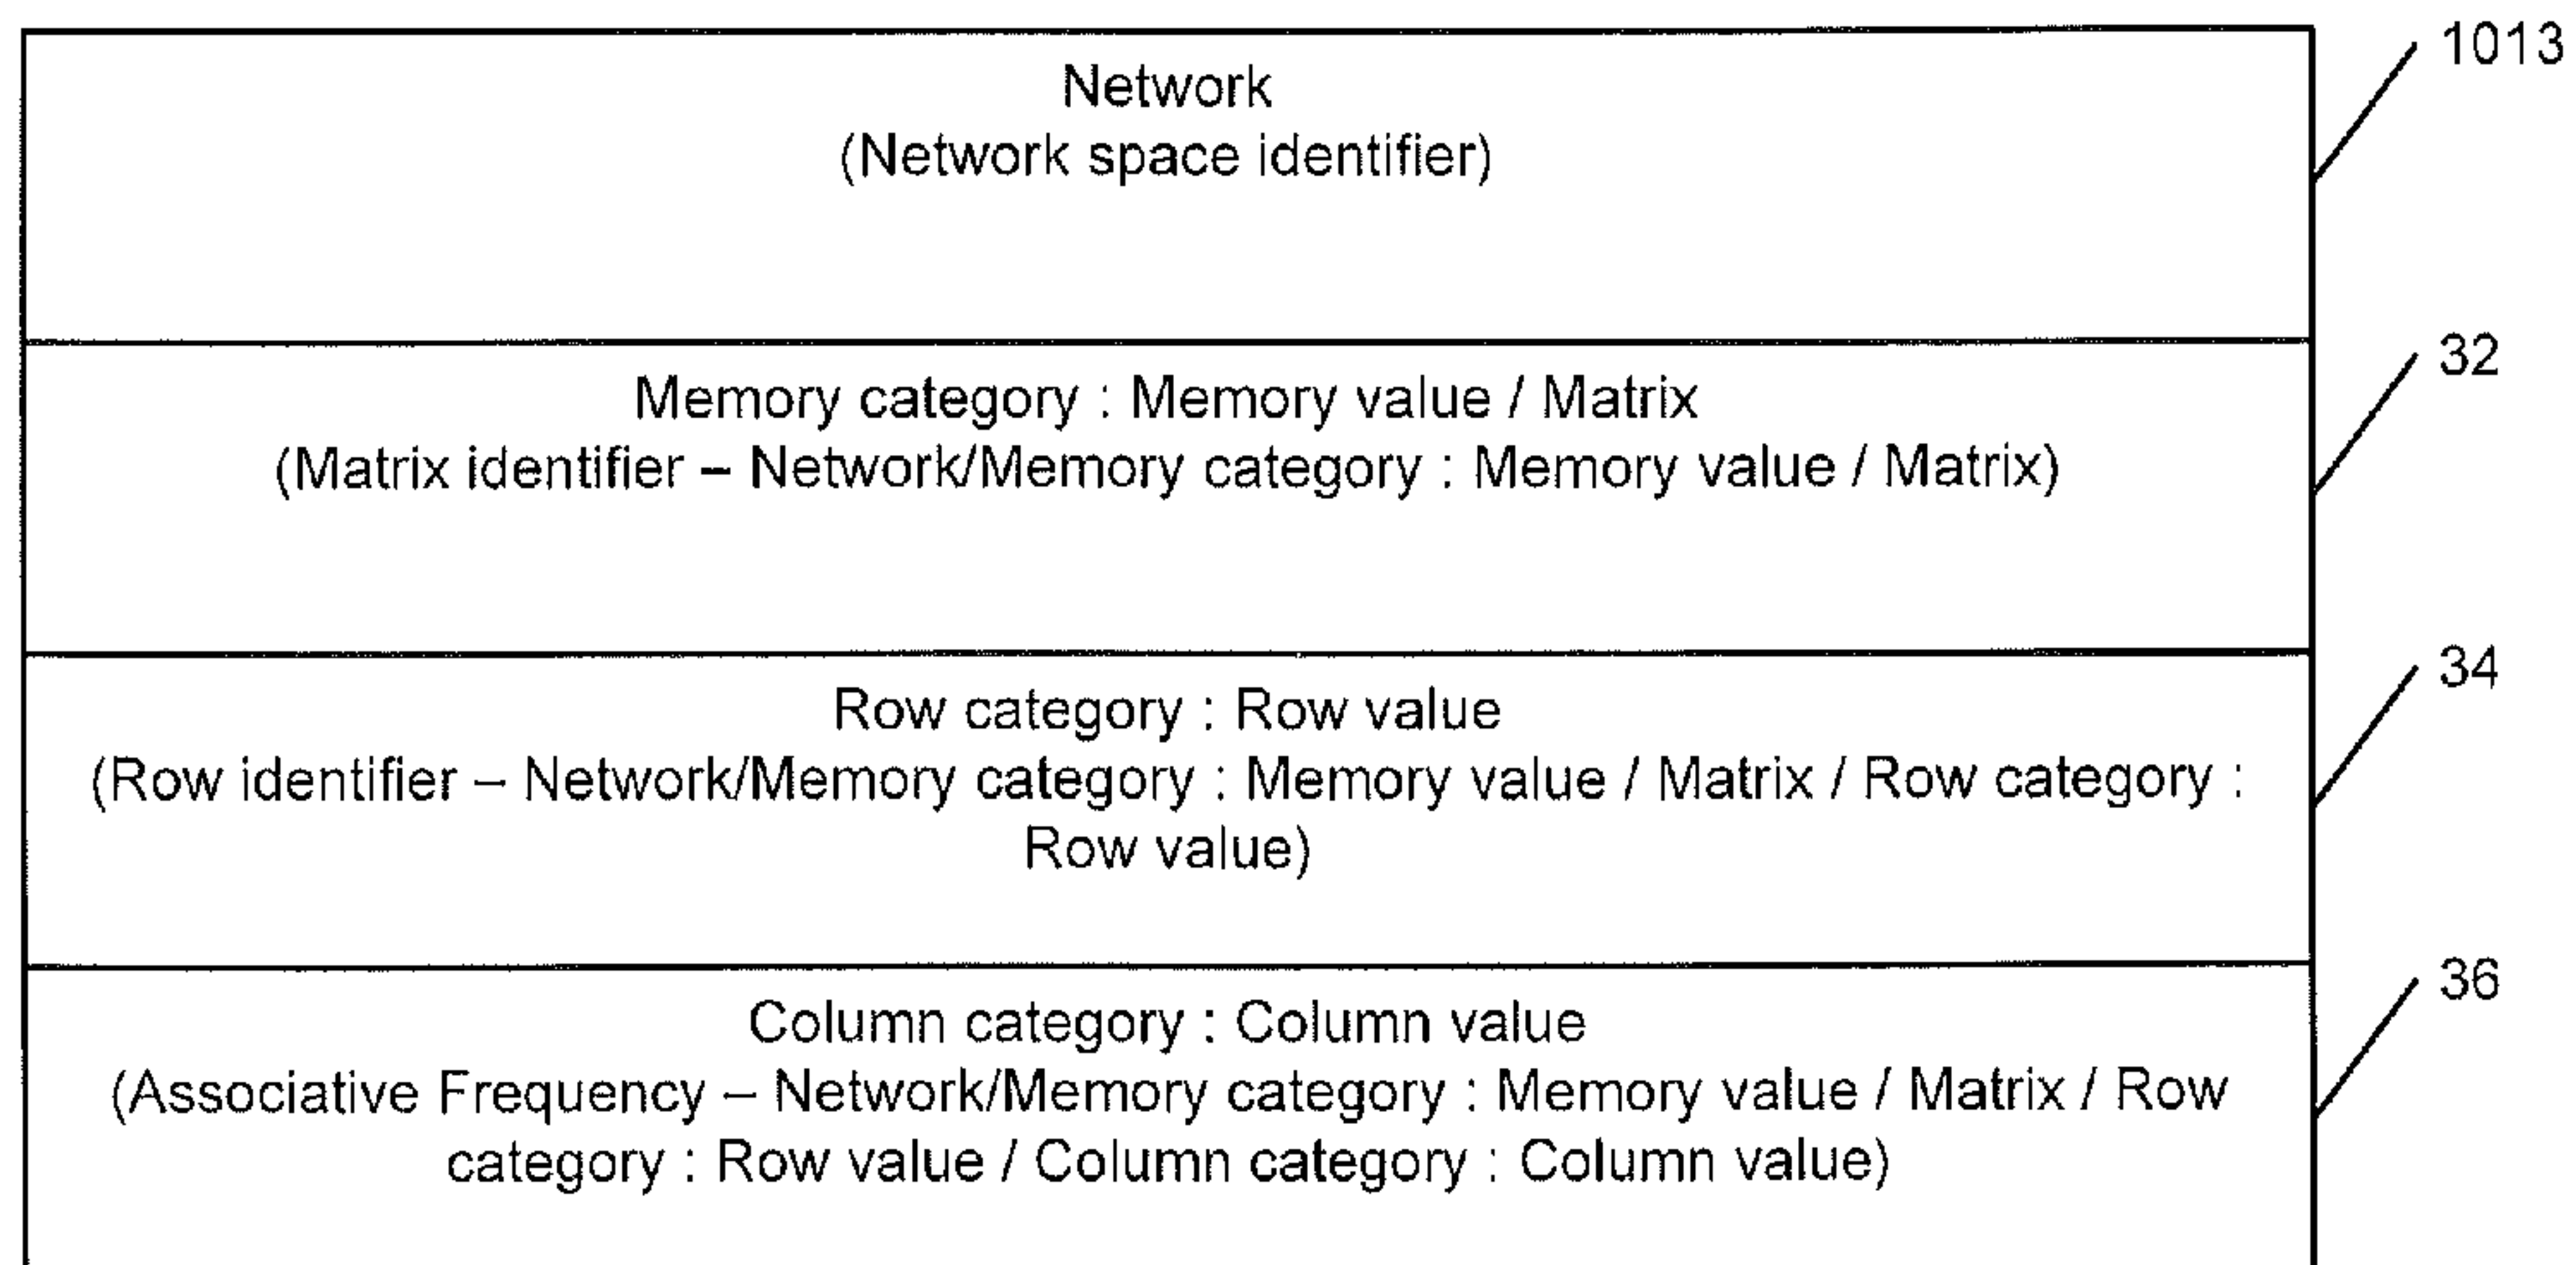 Network
(Network space identifier)
1013
Memory category : Memory value / Matrix
(Matrix identifier – Network/Memory category : Memory value / Matrix)
32
Row category : Row value
(Row identifier – Network/Memory category : Memory value / Matrix / Row category :
Row value)
34
Column category : Column value
(Associative Frequency – Network/Memory category : Memory value / Matrix / Row
category : Row value / Column category : Column value)
36